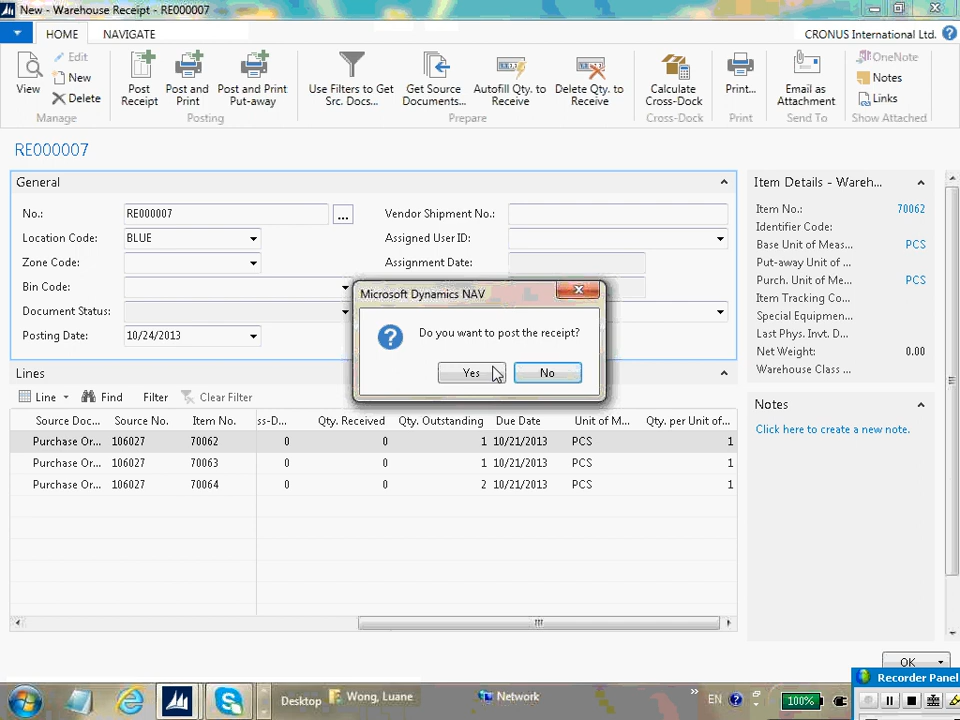 New - Warehouse Receipt - RE000007
HOME NAVIGATE CRONUS International Ltd.
View Edit New Delete
Post Receipt Post and Print Post and Print Put-away
Use Filters to Get Src. Docs... Get Source Documents... Autofill Qty. to Receive Delete Qty. to Receive
Calculate Cross-Dock Print... Email as Attachment OneNote Notes Links
Manage Posting Prepare Cross-Dock Print Send To Show Attached
RE000007
General
No.: RE000007 ... Vendor Shipment No.:
Location Code: BLUE Assigned User ID:
Zone Code: Assignment Date:
Bin Code:
Document Status:
Posting Date: 10/24/2013
Microsoft Dynamics NAV
Do you want to post the receipt?
Yes No
Item Details - Wareh...
Item No.: 70062
Identifier Code:
Base Unit of Meas... PCS
Put-away Unit of ...
Purch. Unit of Me... PCS
Item Tracking Co...
Special Equipmen...
Last Phys. Invt. D...
Net Weight: 0.00
Warehouse Class ...
Notes
Click here to create a new note.
Lines
Line Find Filter Clear Filter
Source Doc... Source No. Item No. ss-D... Qty. Received Qty. Outstanding Due Date Unit of M... Qty. per Unit of...
Purchase Or... 106027 70062 0 0 1 10/21/2013 PCS 1
Purchase Or... 106027 70063 0 0 1 10/21/2013 PCS 1
Purchase Or... 106027 70064 0 0 2 10/21/2013 PCS 1
OK
Recorder Panel
Desktop Wong, Luane Network EN 100%